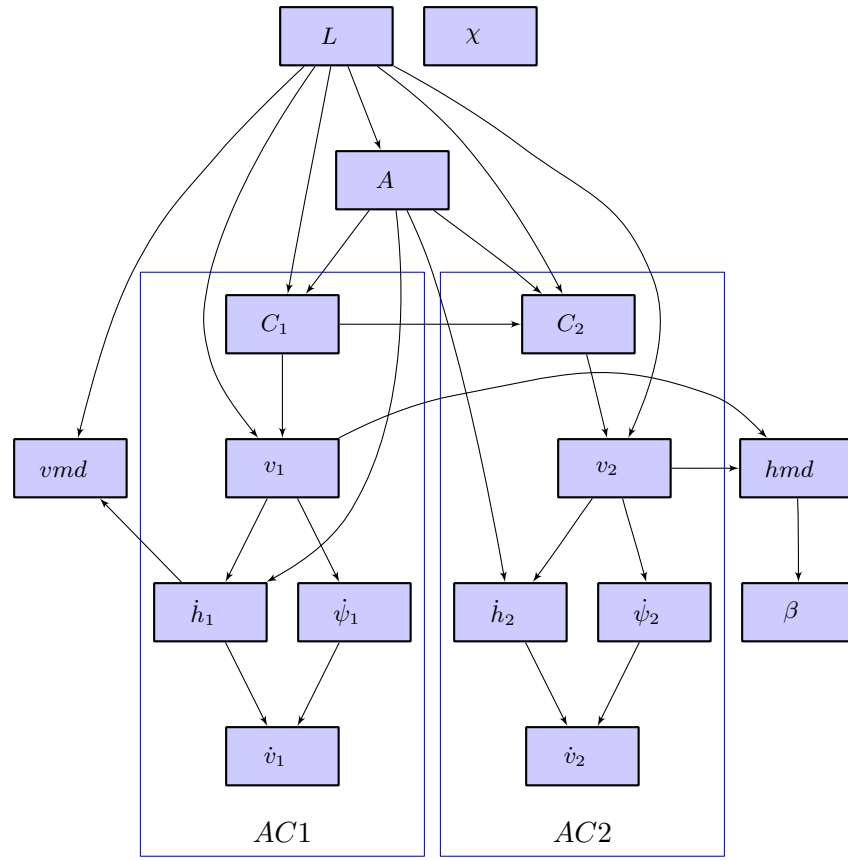 L χ
A
C₁ C₂
vmd v₁ v₂ hmd
ḣ₁ ψ̇₁ ḣ₂ ψ̇₂ β
v̇₁ v̇₂
AC1 AC2